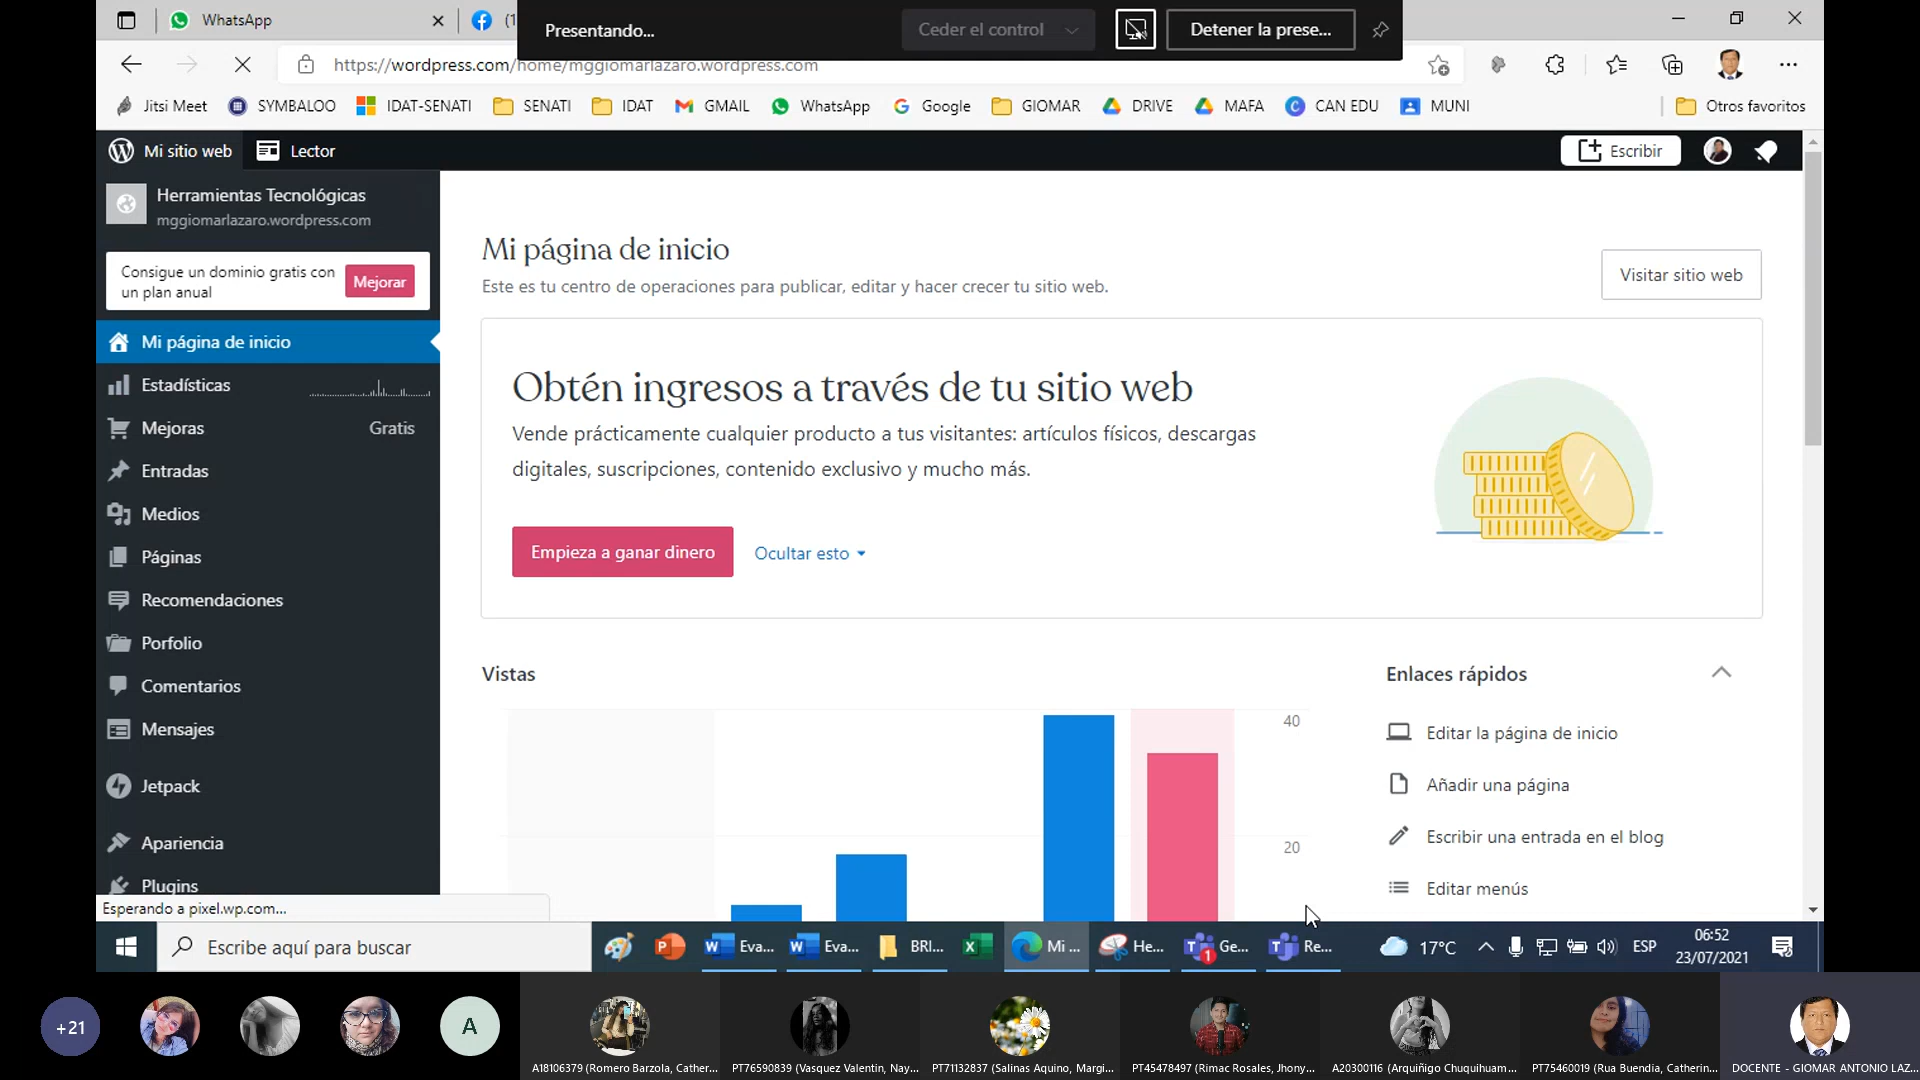 WhatsApp
(1
Presentando...
Ceder el control
Detener la prese...
https://wordpress.com/home/mggiomarlazaro.wordpress.com
Jitsi Meet
SYMBALOO
IDAT-SENATI
SENATI
IDAT
GMAIL
WhatsApp
Google
GIOMAR
DRIVE
MAFA
CAN EDU
MUNI
Otros favoritos
Mi sitio web
Lector
Escribir
Herramientas Tecnológicas
mggiomarlazaro.wordpress.com
Consigue un dominio gratis con
un plan anual
Mejorar
Mi página de inicio
Estadísticas
Mejoras
Gratis
Entradas
Medios
Páginas
Recomendaciones
Porfolio
Comentarios
Mensajes
Jetpack
Apariencia
Plugins
Esperando a pixel.wp.com...
Mi página de inicio
Este es tu centro de operaciones para publicar, editar y hacer crecer tu sitio web.
Visitar sitio web
Obtén ingresos a través de tu sitio web
Vende prácticamente cualquier producto a tus visitantes: artículos físicos, descargas
digitales, suscripciones, contenido exclusivo y mucho más.
Empieza a ganar dinero
Ocultar esto
Vistas
40
20
Enlaces rápidos
Editar la página de inicio
Añadir una página
Escribir una entrada en el blog
Editar menús
Escribe aquí para buscar
Eva...
Eva...
BRI...
Mi ...
He...
1
Ge...
Re...
17°C
ESP
06:52
23/07/2021
+21
A
A18106379 (Romero Barzola, Cather...
PT76590839 (Vasquez Valentin, Nay...
PT71132837 (Salinas Aquino, Margi...
PT45478497 (Rimac Rosales, Jhony...
A20300116 (Arquiñigo Chuquihuam...
PT75460019 (Rua Buendia, Catherin...
DOCENTE - GIOMAR ANTONIO LAZ...